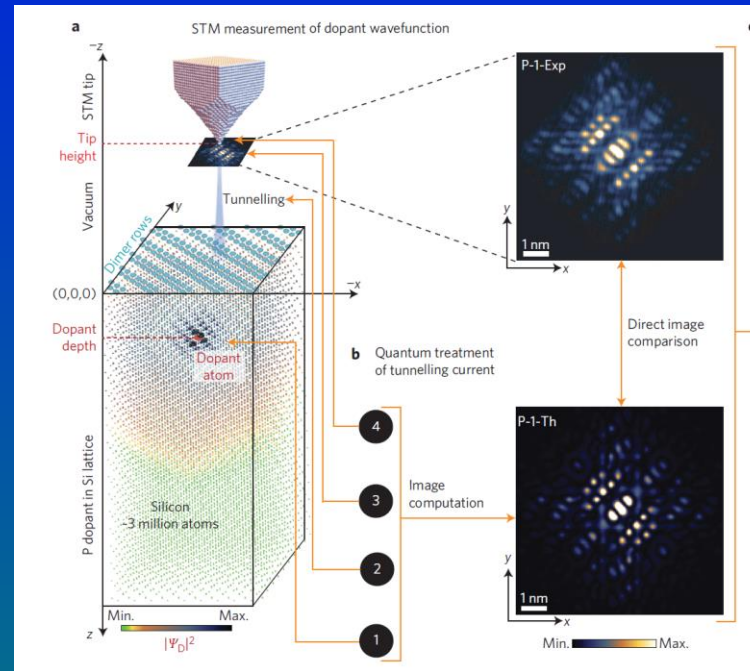 a
STM measurement of dopant wavefunction
−z
STM tip
Tip
height
Vacuum
y
Tunnelling
Dimer rows
(0,0,0)
−x
Dopant
depth
Dopant
atom
P dopant in Si lattice
Silicon
~3 million atoms
Min.
Max.
z
|Ψ_D|²
b
Quantum treatment
of tunnelling current
4
3
2
1
Image
computation
P-1-Exp
y
1 nm
x
Direct image
comparison
P-1-Th
y
1 nm
x
Min.
Max.